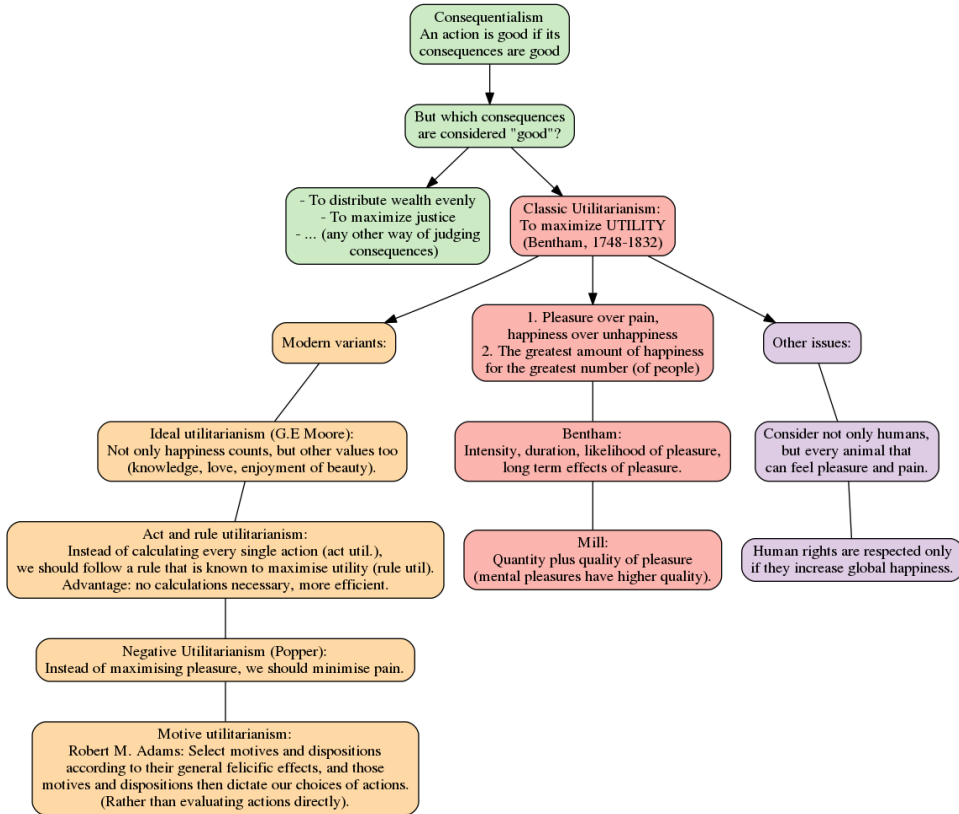 Consequentialism
An action is good if its
consequences are good
But which consequences
are considered "good"?
- To distribute wealth evenly
- To maximize justice
- ... (any other way of judging
consequences)
Classic Utilitarianism:
To maximize UTILITY
(Bentham, 1748-1832)
Modern variants:
1. Pleasure over pain,
happiness over unhappiness
2. The greatest amount of happiness
for the greatest number (of people)
Other issues:
Ideal utilitarianism (G.E Moore):
Not only happiness counts, but other values too
(knowledge, love, enjoyment of beauty).
Bentham:
Intensity, duration, likelihood of pleasure,
long term effects of pleasure.
Consider not only humans,
but every animal that
can feel pleasure and pain.
Act and rule utilitarianism:
Instead of calculating every single action (act util.),
we should follow a rule that is known to maximise utility (rule util).
Advantage: no calculations necessary, more efficient.
Mill:
Quantity plus quality of pleasure
(mental pleasures have higher quality).
Human rights are respected only
if they increase global happiness.
Negative Utilitarianism (Popper):
Instead of maximising pleasure, we should minimise pain.
Motive utilitarianism:
Robert M. Adams: Select motives and dispositions
according to their general felicific effects, and those
motives and dispositions then dictate our choices of actions.
(Rather than evaluating actions directly).